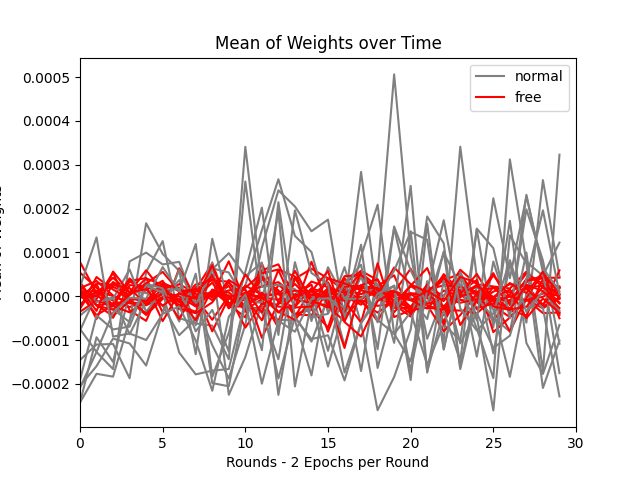 Mean of Weights over Time
normal
free
0.0005
0.0004
0.0003
0.0002
0.0001
0.0000
−0.0001
−0.0002
0 5 10 15 20 25 30
Rounds - 2 Epochs per Round